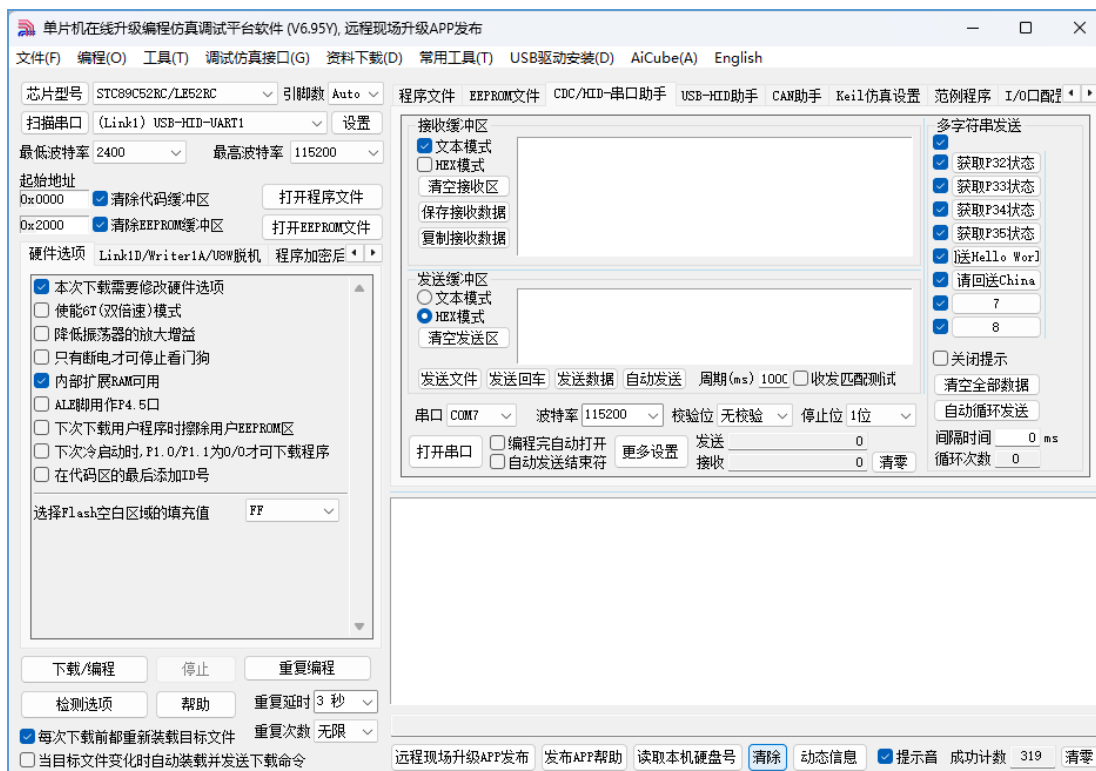 单片机在线升级编程仿真调试平台软件 (V6.95Y), 远程现场升级APP发布
文件(F) 编程(O) 工具(T) 调试仿真接口(G) 资料下载(D) 常用工具(T) USB驱动安装(D) AiCube(A) English
芯片型号 STC89C52RC/LE52RC 引脚数 Auto
扫描串口 (Link1) USB-HID-UART1 设置
最低波特率 2400 最高波特率 115200
起始地址
0x0000 清除代码缓冲区 打开程序文件
0x2000 清除EEPROM缓冲区 打开EEPROM文件
硬件选项 Link1D/Writer1A/U8W脱机 程序加密后
本次下载需要修改硬件选项
使能6T(双倍速)模式
降低振荡器的放大增益
只有断电才可停止看门狗
内部扩展RAM可用
ALE脚用作P4.5口
下次下载用户程序时擦除用户EEPROM区
下次冷启动时,P1.0/P1.1为0/0才可下载程序
在代码区的最后添加ID号
选择Flash空白区域的填充值 FF
下载/编程 停止 重复编程
检测选项 帮助 重复延时 3 秒
每次下载前都重新装载目标文件 重复次数 无限
当目标文件变化时自动装载并发送下载命令
程序文件 EEPROM文件 CDC/HID-串口助手 USB-HID助手 CAN助手 Keil仿真设置 范例程序 I/O口配
接收缓冲区
文本模式
HEX模式
清空接收区
保存接收数据
复制接收数据
发送缓冲区
文本模式
HEX模式
清空发送区
发送文件 发送回车 发送数据 自动发送 周期(ms) 100 收发匹配测试
串口 COM7 波特率 115200 校验位 无校验 停止位 1位
打开串口 编程完自动打开 更多设置 发送 0
自动发送结束符 接收 0 清零
多字符串发送
获取P32状态
获取P33状态
获取P34状态
获取P35状态
送Hello Worl
请回送China
7
8
关闭提示
清空全部数据
自动循环发送
间隔时间 0 ms
循环次数 0
远程现场升级APP发布 发布APP帮助 读取本机硬盘号 清除 动态信息 提示音 成功计数 319 清零